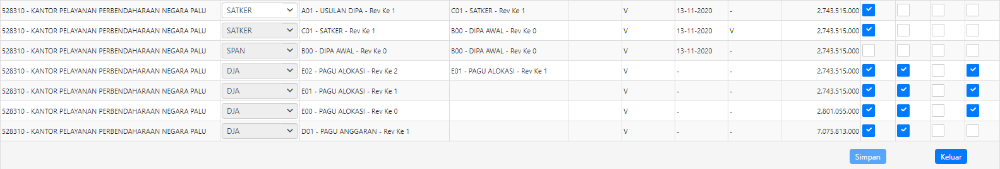 528310 - KANTOR PELAYANAN PERBENDAHARAAN NEGARA PALU SATKER A01 - USULAN DIPA - Rev Ke 1 C01 - SATKER - Rev Ke 1 V 13-11-2020 - 2.743.515.000
528310 - KANTOR PELAYANAN PERBENDAHARAAN NEGARA PALU SATKER C01 - SATKER - Rev Ke 1 B00 - DIPA AWAL - Rev Ke 0 V 13-11-2020 V 2.743.515.000
528310 - KANTOR PELAYANAN PERBENDAHARAAN NEGARA PALU SPAN B00 - DIPA AWAL - Rev Ke 0 B00 - DIPA AWAL - Rev Ke 0 V 13-11-2020 - 2.743.515.000
528310 - KANTOR PELAYANAN PERBENDAHARAAN NEGARA PALU DJA E02 - PAGU ALOKASI - Rev Ke 2 E01 - PAGU ALOKASI - Rev Ke 1 V - - 2.743.515.000
528310 - KANTOR PELAYANAN PERBENDAHARAAN NEGARA PALU DJA E01 - PAGU ALOKASI - Rev Ke 1 V - - 2.743.515.000
528310 - KANTOR PELAYANAN PERBENDAHARAAN NEGARA PALU DJA E00 - PAGU ALOKASI - Rev Ke 0 V - - 2.801.055.000
528310 - KANTOR PELAYANAN PERBENDAHARAAN NEGARA PALU DJA D01 - PAGU ANGGARAN - Rev Ke 1 V - - 7.075.813.000
Simpan Keluar